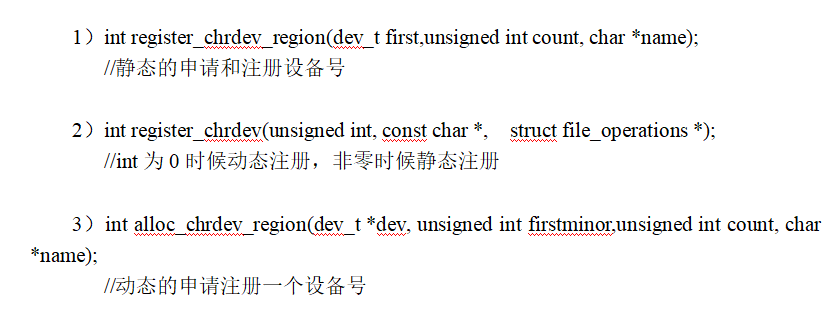 1）int register_chrdev_region(dev_t first,unsigned int count, char *name);
//静态的申请和注册设备号
2）int register_chrdev(unsigned int, const char *, struct file_operations *);
//int 为 0 时候动态注册，非零时候静态注册
3）int alloc_chrdev_region(dev_t *dev, unsigned int firstminor,unsigned int count, char
*name);
//动态的申请注册一个设备号